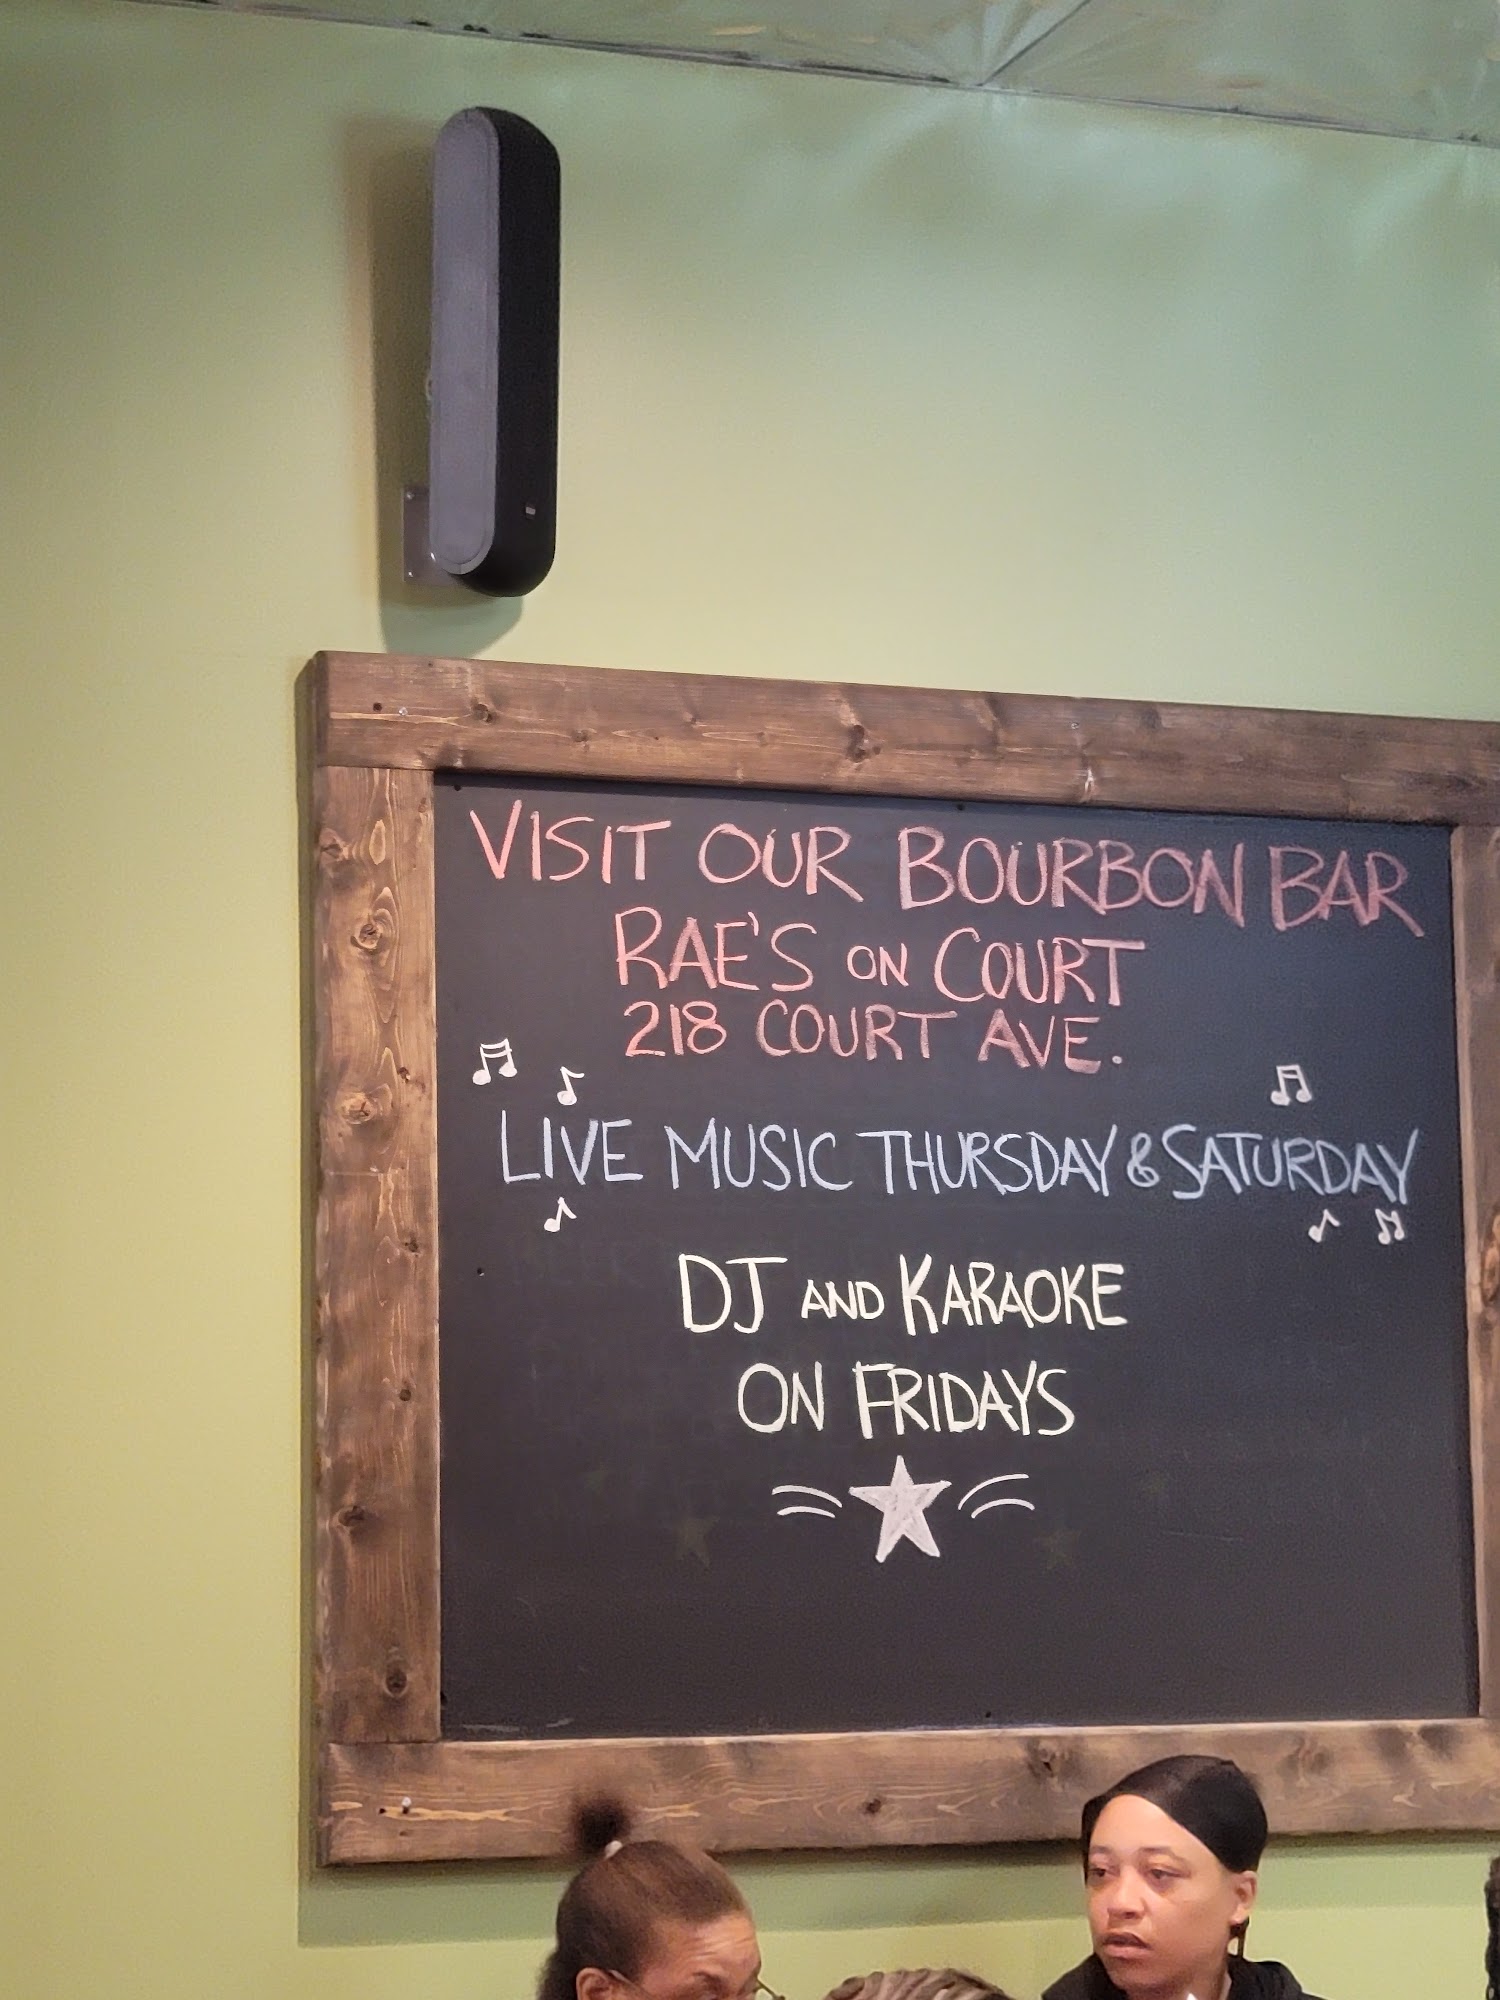 VISIT OUR BOURBON BAR
RAE'S ON COURT
218 COURT AVE.
LIVE MUSIC THURSDAY & SATURDAY
DJ AND KARAOKE
ON FRIDAYS